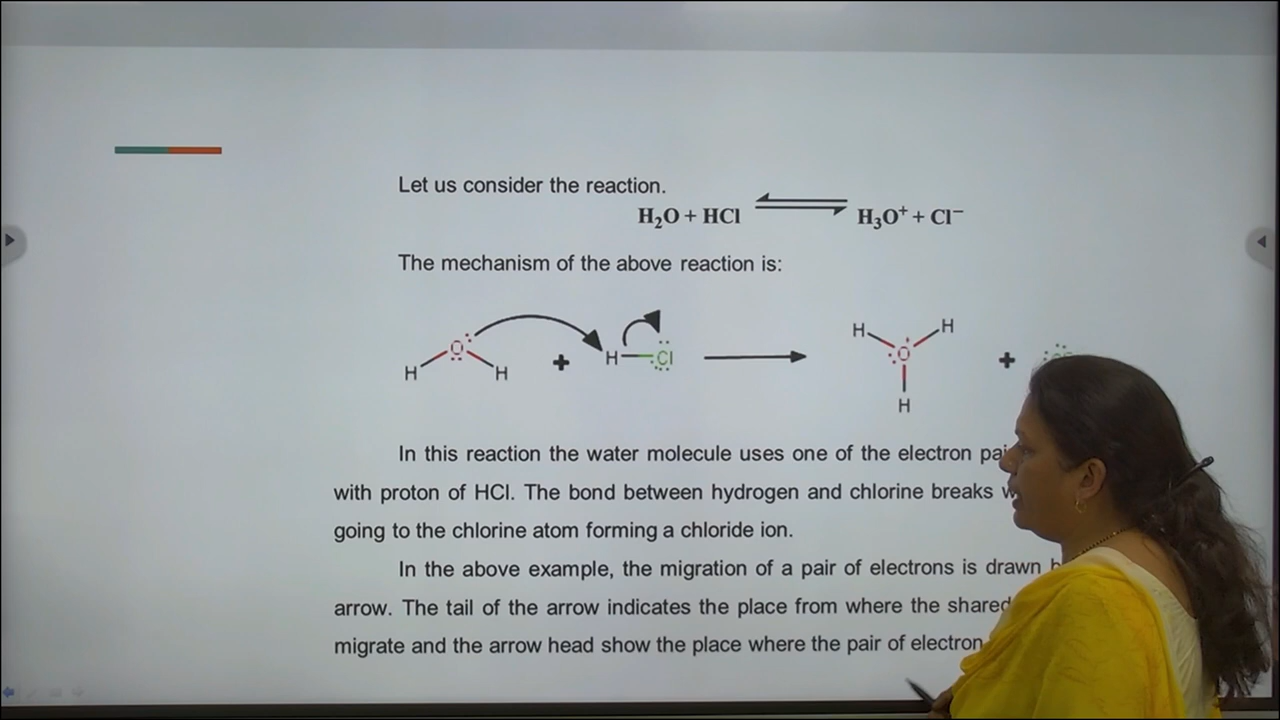 Let us consider the reaction.
H₂O + HCl ⇌ H₃O⁺ + Cl⁻
The mechanism of the above reaction is:
H O H + H Cl → H O H H +
In this reaction the water molecule uses one of the electron
with proton of HCl. The bond between hydrogen and chlorine breaks
going to the chlorine atom forming a chloride ion.
In the above example, the migration of a pair of electrons is drawn
arrow. The tail of the arrow indicates the place from where the shared
migrate and the arrow head show the place where the pair of electron